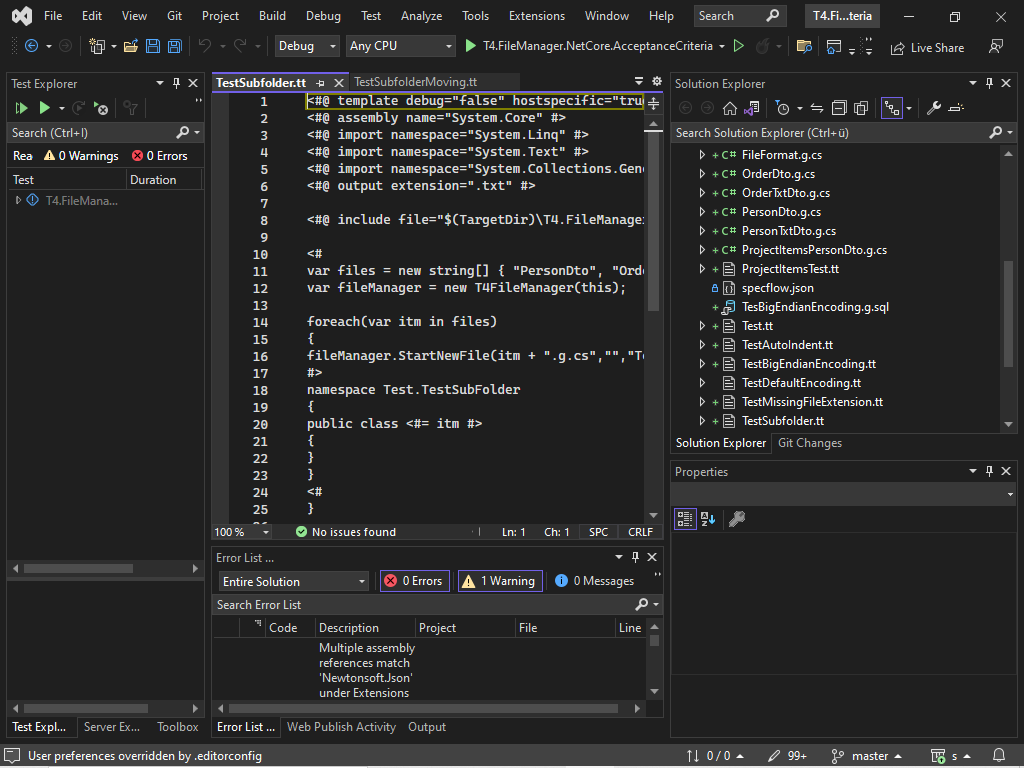 File Edit View Git Project Build Debug Test Analyze Tools Extensions Window Help Search T4.Fi...teria
Debug Any CPU T4.FileManager.NetCore.AcceptanceCriteria Live Share
Test Explorer
Search (Ctrl+I)
Rea 0 Warnings 0 Errors
Test Duration
T4.FileMana...
Test Expl... Server Ex... Toolbox
TestSubfolder.tt TestSubfolderMoving.tt
1 <#@ template debug="false" hostspecific="tru
2 <#@ assembly name="System.Core" #>
3 <#@ import namespace="System.Linq" #>
4 <#@ import namespace="System.Text" #>
5 <#@ import namespace="System.Collections.Gene
6 <#@ output extension=".txt" #>
7
8 <#@ include file="$(TargetDir)\T4.FileManager
9
10 <#
11 var files = new string[] { "PersonDto", "Orde
12 var fileManager = new T4FileManager(this);
13
14 foreach(var itm in files)
15 {
16 fileManager.StartNewFile(itm + ".g.cs","","Te
17 #>
18 namespace Test.TestSubFolder
19 {
20 public class <#= itm #>
21 {
22 }
23 }
24 <#
25 }
100 % No issues found Ln: 1 Ch: 1 SPC CRLF
Error List ...
Entire Solution 0 Errors 1 Warning 0 Messages
Search Error List
Code Description Project File Line
Multiple assembly
references match
'Newtonsoft.Json'
under Extensions
Error List ... Web Publish Activity Output
Solution Explorer
Search Solution Explorer (Ctrl+ü)
C# FileFormat.g.cs
C# OrderDto.g.cs
C# OrderTxtDto.g.cs
C# PersonDto.g.cs
C# PersonTxtDto.g.cs
C# ProjectItemsPersonDto.g.cs
ProjectItemsTest.tt
specflow.json
TesBigEndianEncoding.g.sql
Test.tt
TestAutoIndent.tt
TestBigEndianEncoding.tt
TestDefaultEncoding.tt
TestMissingFileExtension.tt
TestSubfolder.tt
Solution Explorer Git Changes
Properties
User preferences overridden by .editorconfig 0 / 0 99+ master s